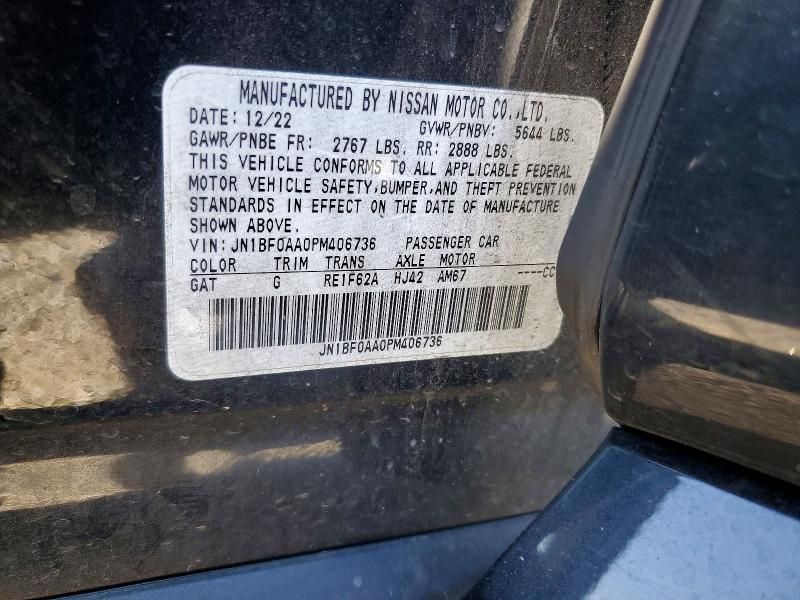 MANUFACTURED BY NISSAN MOTOR CO.,LTD.
DATE: 12/22 GVWR/PNBV: 5644 LBS.
GAWR/PNBE FR: 2767 LBS. RR: 2888 LBS.
THIS VEHICLE CONFORMS TO ALL APPLICABLE FEDERAL
MOTOR VEHICLE SAFETY,BUMPER,AND THEFT PREVENTION
STANDARDS IN EFFECT ON THE DATE OF MANUFACTURE
SHOWN ABOVE.
VIN: JN1BF0AA0PM406736 PASSENGER CAR
COLOR TRIM TRANS AXLE MOTOR
GAT G RE1F62A HJ42 AM67 ----CC
JN1BF0AA0PM406736